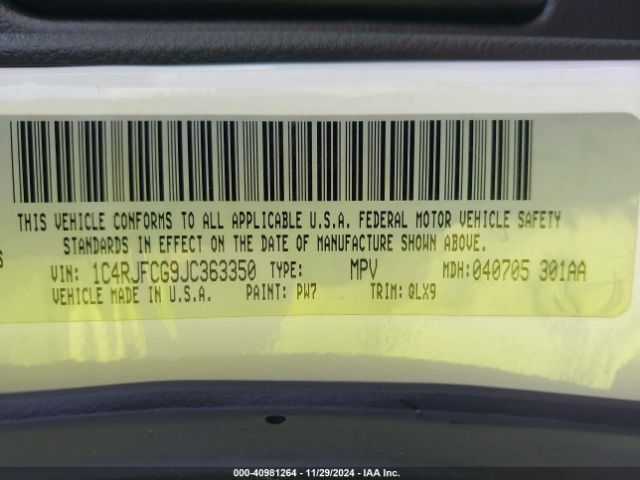 THIS VEHICLE CONFORMS TO ALL APPLICABLE U.S.A. FEDERAL MOTOR VEHICLE SAFETY
STANDARDS IN EFFECT ON THE DATE OF MANUFACTURE SHOWN ABOVE.
S
VIN: 1C4RJFCG9JC363350 TYPE: MPV MDH:040705 301AA
VEHICLE MADE IN U.S.A. PAINT: PW7 TRIM: QLX9
000-40981264 - 11/29/2024 - IAA Inc.